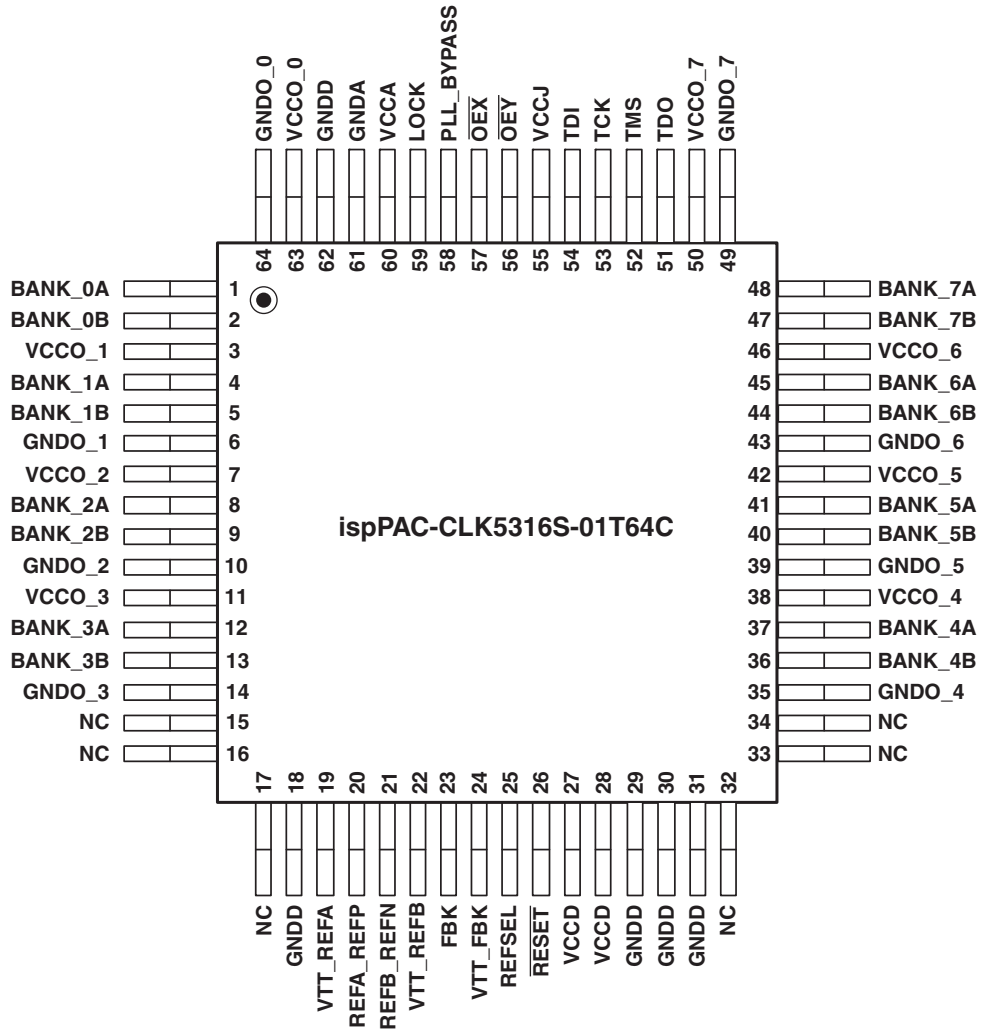 GNDO_0
VCCO_0
GNDD
GNDA
VCCA
LOCK
PLL_BYPASS
OEX
OEY
VCCJ
TDI
TCK
TMS
TDO
VCCO_7
GNDO_7
64
63
62
61
60
59
58
57
56
55
54
53
52
51
50
49
BANK_0A 1
BANK_0B 2
VCCO_1 3
BANK_1A 4
BANK_1B 5
GNDO_1 6
VCCO_2 7
BANK_2A 8
BANK_2B 9
GNDO_2 10
VCCO_3 11
BANK_3A 12
BANK_3B 13
GNDO_3 14
NC 15
NC 16
ispPAC-CLK5316S-01T64C
48 BANK_7A
47 BANK_7B
46 VCCO_6
45 BANK_6A
44 BANK_6B
43 GNDO_6
42 VCCO_5
41 BANK_5A
40 BANK_5B
39 GNDO_5
38 VCCO_4
37 BANK_4A
36 BANK_4B
35 GNDO_4
34 NC
33 NC
17
18
19
20
21
22
23
24
25
26
27
28
29
30
31
32
NC
GNDD
VTT_REFA
REFA_REFP
REFB_REFN
VTT_REFB
FBK
VTT_FBK
REFSEL
RESET
VCCD
VCCD
GNDD
GNDD
GNDD
NC